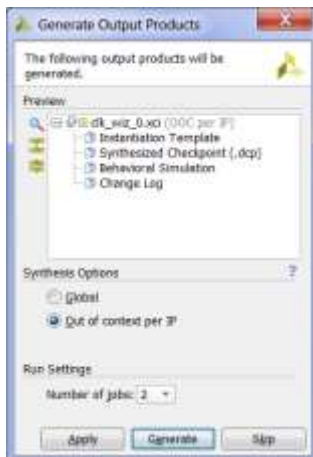 Generate Output Products
The following output products will be
generated.
Preview
clk_wiz_0.xci (OOC per IP)
Instantiation Template
Synthesized Checkpoint (.dcp)
Behavioral Simulation
Change Log
Synthesis Options
?
Global
Out of context per IP
Run Settings
Number of jobs: 2
Apply Generate Skip